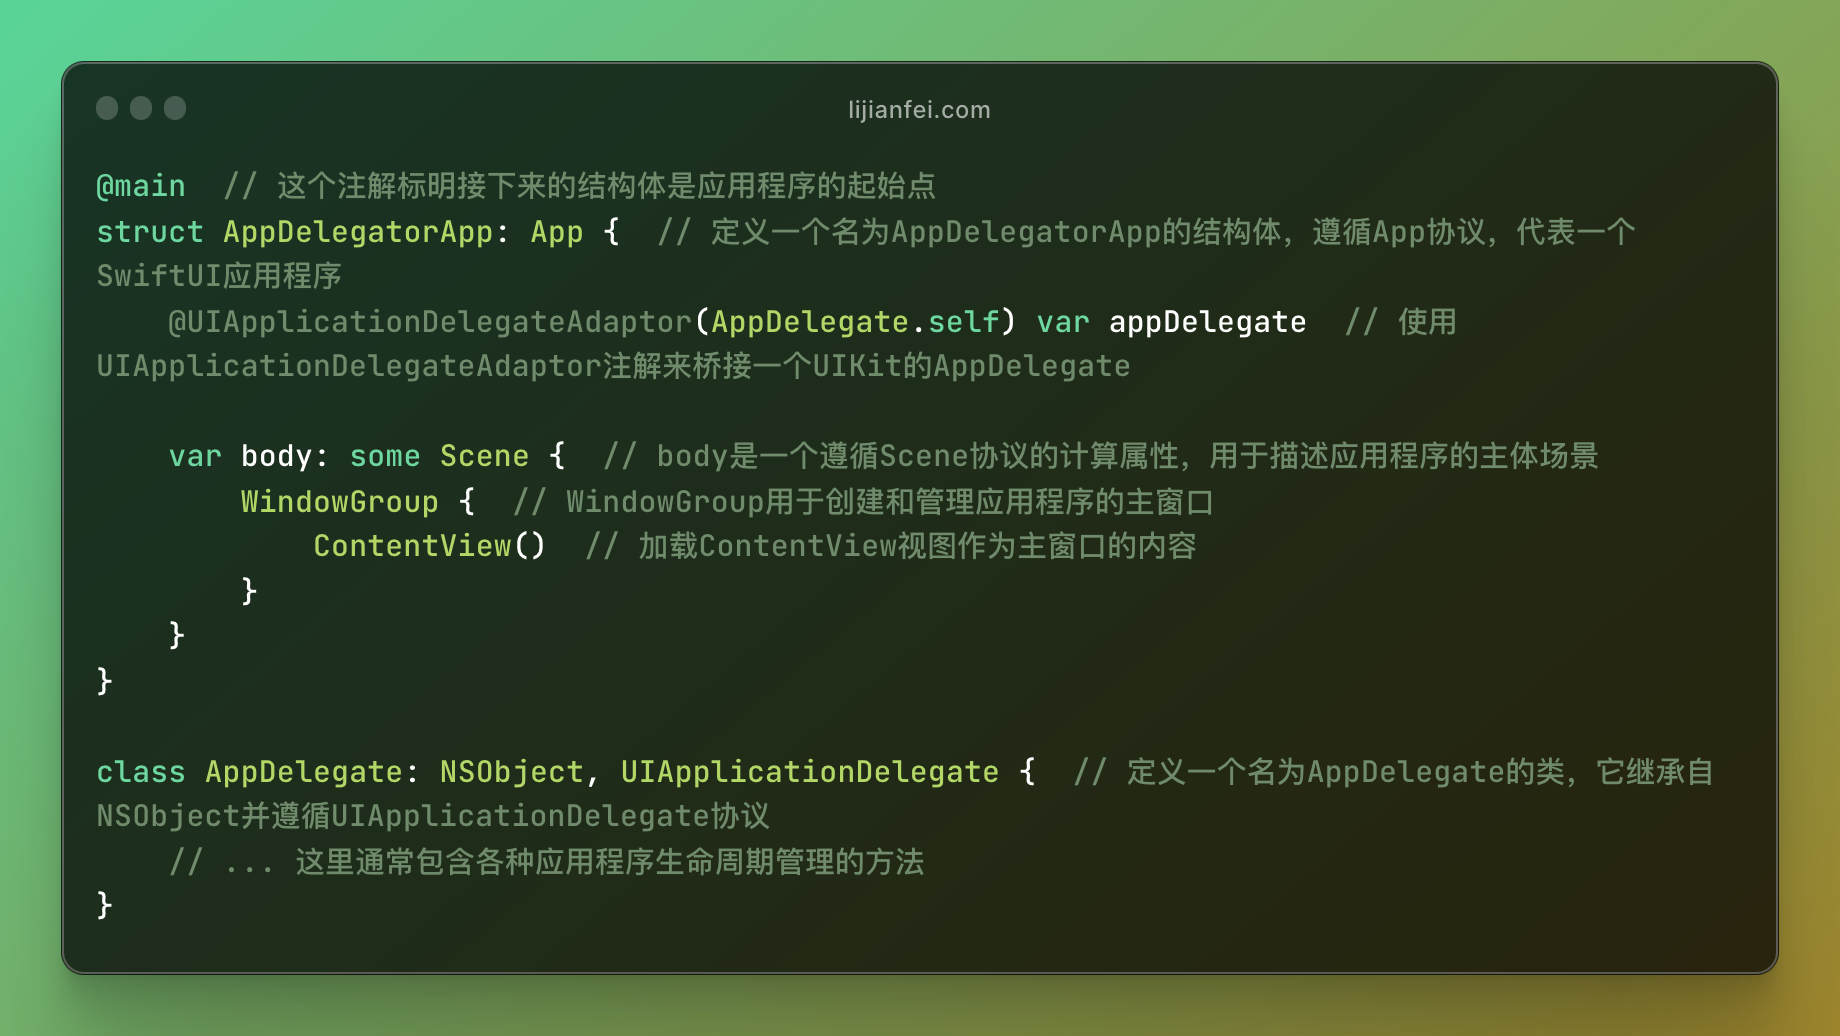 lijianfei.com
@main  // 这个注解标明接下来的结构体是应用程序的起始点
struct AppDelegatorApp: App {  // 定义一个名为AppDelegatorApp的结构体，遵循App协议，代表一个
SwiftUI应用程序
    @UIApplicationDelegateAdaptor(AppDelegate.self) var appDelegate  // 使用
UIApplicationDelegateAdaptor注解来桥接一个UIKit的AppDelegate
    var body: some Scene {  // body是一个遵循Scene协议的计算属性，用于描述应用程序的主体场景
        WindowGroup {  // WindowGroup用于创建和管理应用程序的主窗口
            ContentView()  // 加载ContentView视图作为主窗口的内容
        }
    }
}
class AppDelegate: NSObject, UIApplicationDelegate {  // 定义一个名为AppDelegate的类，它继承自
NSObject并遵循UIApplicationDelegate协议
    // ... 这里通常包含各种应用程序生命周期管理的方法
}